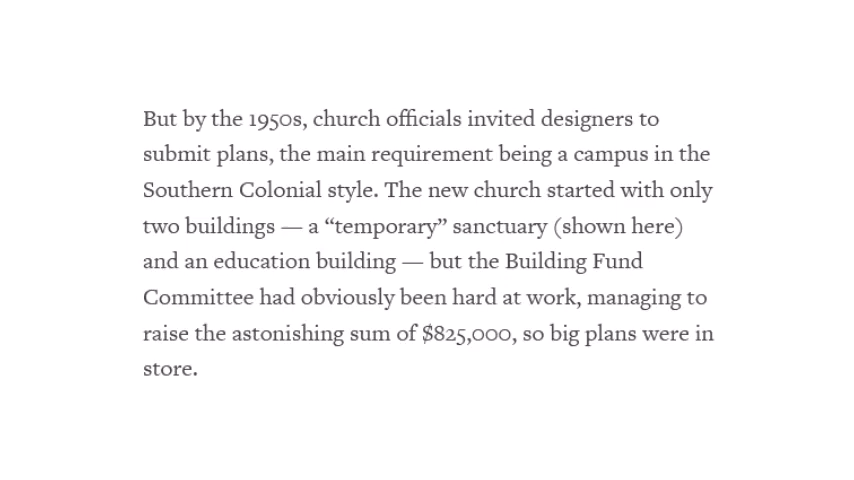 But by the 1950s, church officials invited designers to
submit plans, the main requirement being a campus in the
Southern Colonial style. The new church started with only
two buildings — a “temporary” sanctuary (shown here)
and an education building — but the Building Fund
Committee had obviously been hard at work, managing to
raise the astonishing sum of $825,000, so big plans were in
store.